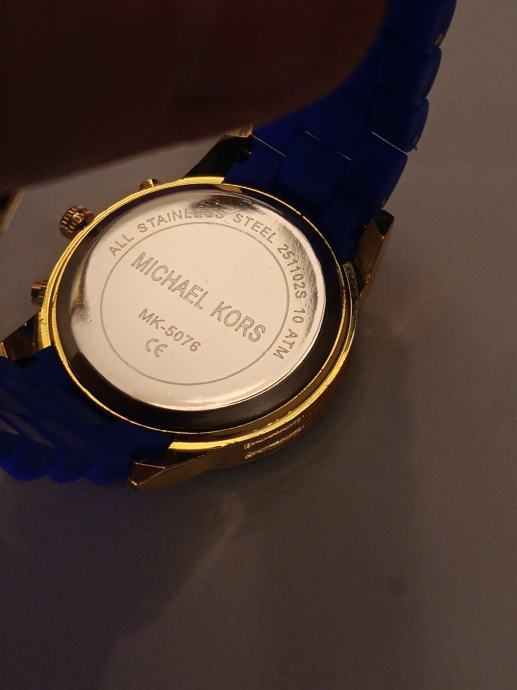 ALL STAINLESS STEEL 251102S 10 ATM
MICHAEL KORS
MK-5076
CE